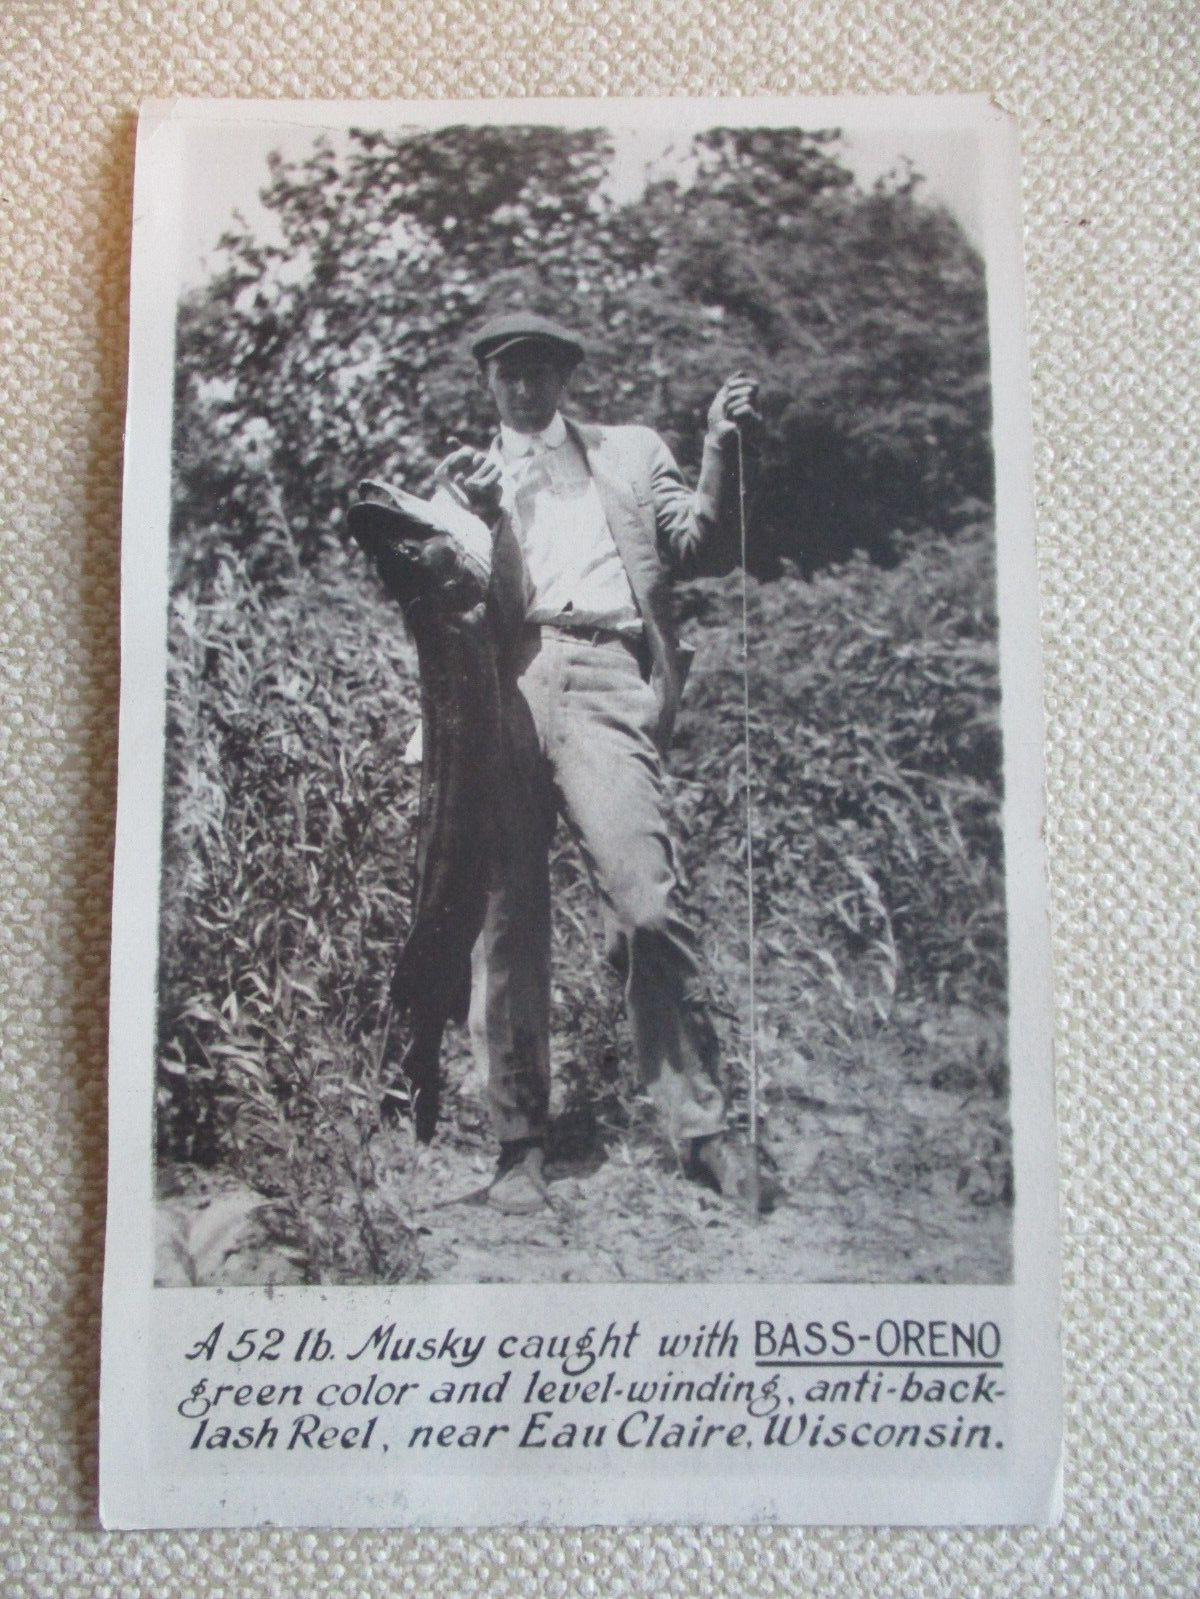 A 52 lb. Musky caught with BASS-ORENO
green color and level-winding, anti-back-
lash Reel, near Eau Claire, Wisconsin.